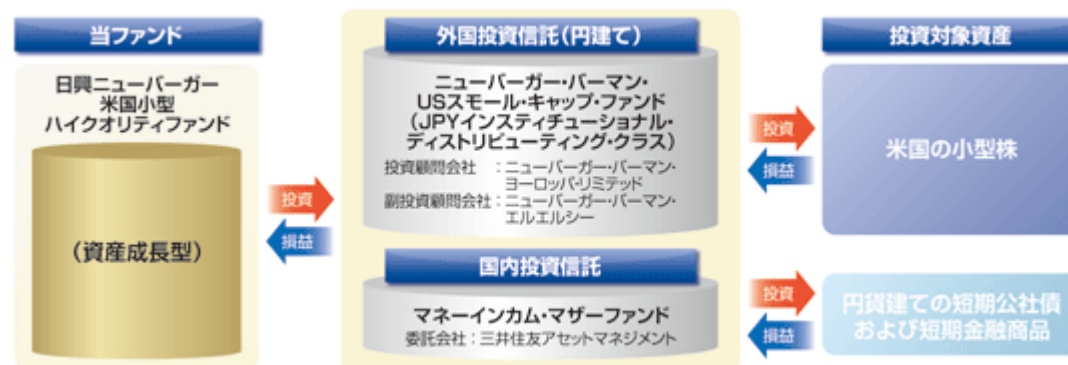 当ファンド
日興ニューバーガー
米国小型
ハイクオリティファンド
（資産成長型）
投資
損益
外国投資信託（円建て）
ニューバーガー・バーマン・
USスモール・キャップ・ファンド
（JPYインスティチューショナル・
ディストリビューティング・クラス）
投資顧問会社　：ニューバーガー・バーマン・
ヨーロッパ・リミテッド
副投資顧問会社：ニューバーガー・バーマン・
エルエルシー
国内投資信託
マネーインカム・マザーファンド
委託会社：三井住友アセットマネジメント
投資
損益
投資
損益
投資対象資産
米国の小型株
円貨建ての短期公社債
および短期金融商品